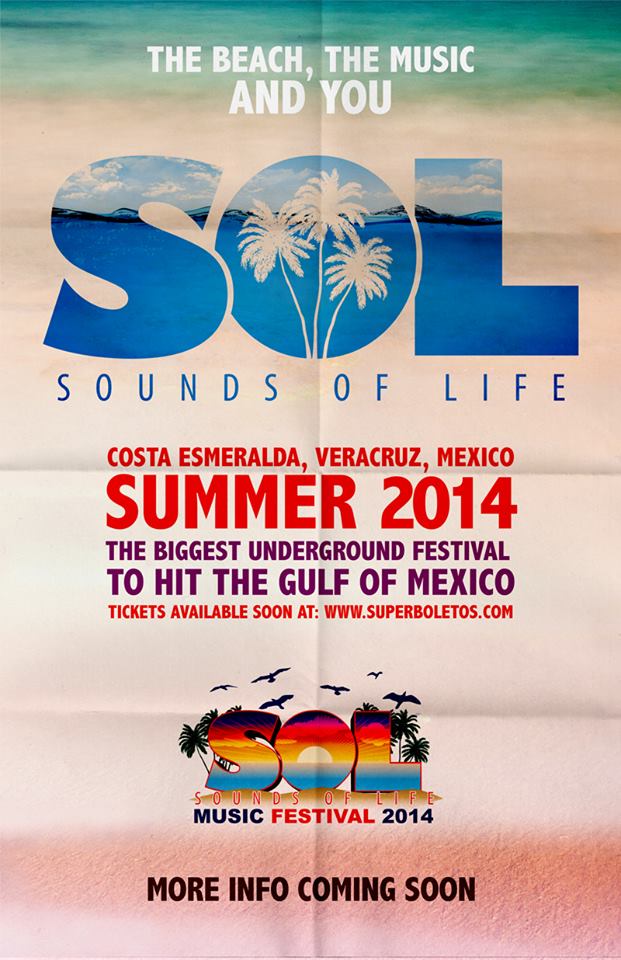 THE BEACH, THE MUSIC
AND YOU
SOL
SOUNDS OF LIFE
COSTA ESMERALDA, VERACRUZ, MEXICO
SUMMER 2014
THE BIGGEST UNDERGROUND FESTIVAL
TO HIT THE GULF OF MEXICO
TICKETS AVAILABLE SOON AT: WWW.SUPERBOLETOS.COM
SOL
SOUNDS OF LIFE
MUSIC FESTIVAL 2014
MORE INFO COMING SOON